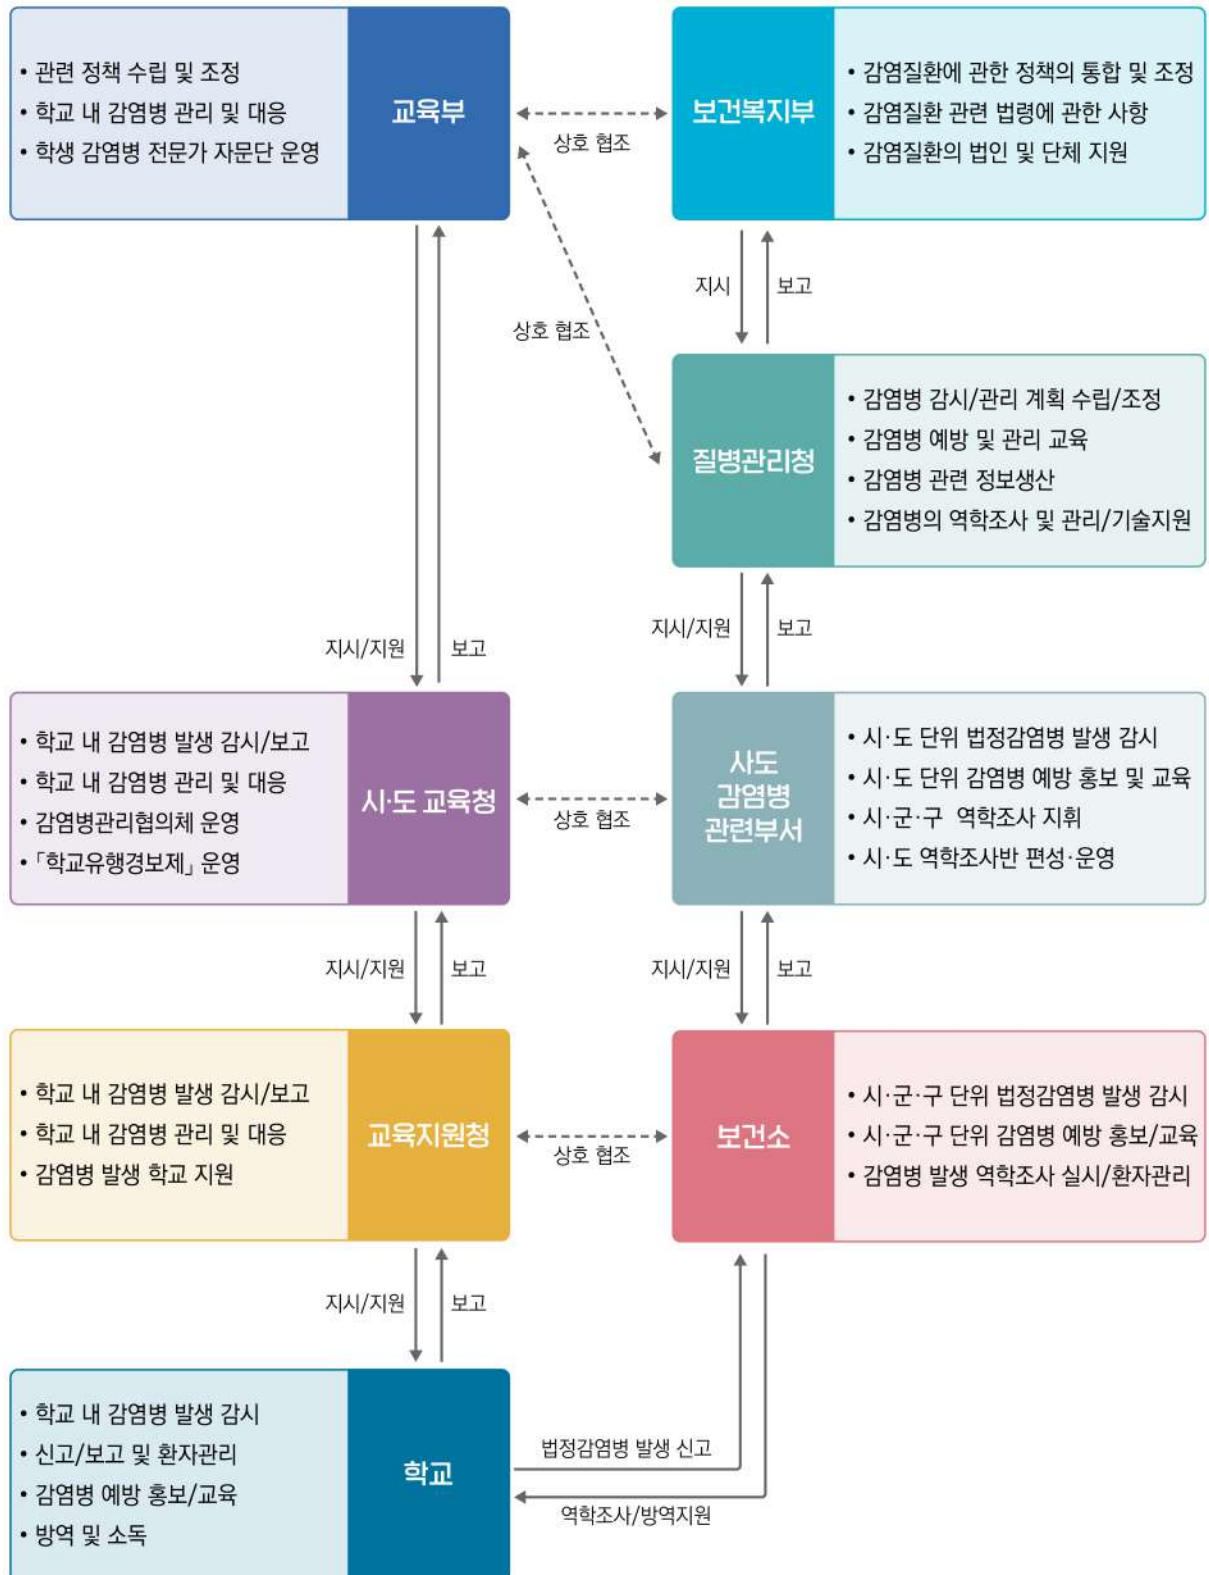 • 관련 정책 수립 및 조정
• 학교 내 감염병 관리 및 대응
• 학생 감염병 전문가 자문단 운영
교육부
상호 협조
보건복지부
• 감염질환에 관한 정책의 통합 및 조정
• 감염질환 관련 법령에 관한 사항
• 감염질환의 법인 및 단체 지원
지시
보고
상호 협조
질병관리청
• 감염병 감시/관리 계획 수립/조정
• 감염병 예방 및 관리 교육
• 감염병 관련 정보생산
• 감염병의 역학조사 및 관리/기술지원
지시/지원
보고
지시/지원
보고
• 학교 내 감염병 발생 감시/보고
• 학교 내 감염병 관리 및 대응
• 감염병관리협의체 운영
• 「학교유행경보제」 운영
시·도 교육청
상호 협조
사도
감염병
관련부서
• 시·도 단위 법정감염병 발생 감시
• 시·도 단위 감염병 예방 홍보 및 교육
• 시·군·구 역학조사 지휘
• 시·도 역학조사반 편성·운영
지시/지원
보고
지시/지원
보고
• 학교 내 감염병 발생 감시/보고
• 학교 내 감염병 관리 및 대응
• 감염병 발생 학교 지원
교육지원청
상호 협조
보건소
• 시·군·구 단위 법정감염병 발생 감시
• 시·군·구 단위 감염병 예방 홍보/교육
• 감염병 발생 역학조사 실시/환자관리
지시/지원
보고
• 학교 내 감염병 발생 감시
• 신고/보고 및 환자관리
• 감염병 예방 홍보/교육
• 방역 및 소독
학교
법정감염병 발생 신고
역학조사/방역지원